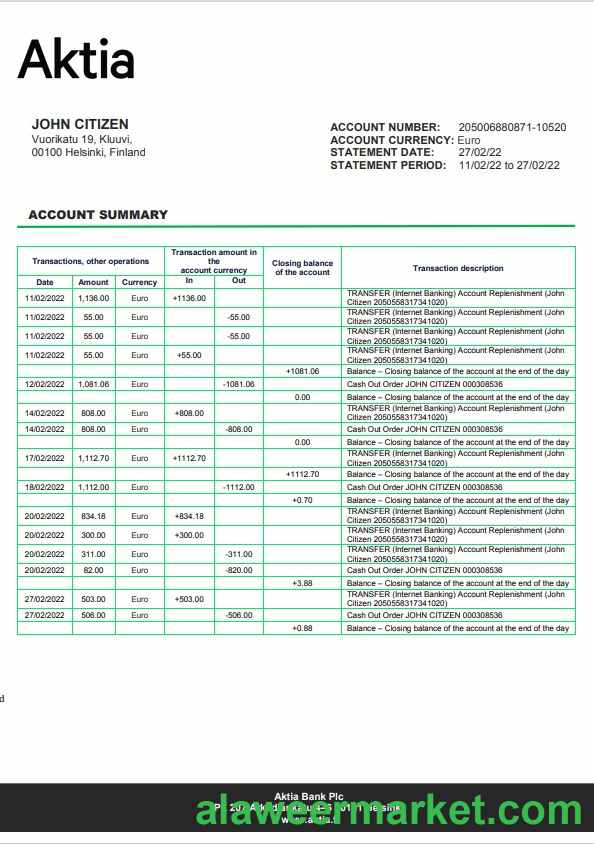 Aktia
JOHN CITIZEN
Vuorikatu 19, Kluuvi,
00100 Helsinki, Finland
ACCOUNT NUMBER: 205006880871-10520
ACCOUNT CURRENCY: Euro
STATEMENT DATE: 27/02/22
STATEMENT PERIOD: 11/02/22 to 27/02/22
ACCOUNT SUMMARY
Transactions, other operations
Transaction amount in
the
account currency
Closing balance
of the account
Transaction description
Date Amount Currency In Out
11/02/2022 1,136.00 Euro +1136.00 TRANSFER (Internet Banking) Account Replenishment (John
Citizen 2050558317341020)
11/02/2022 55.00 Euro -55.00 TRANSFER (Internet Banking) Account Replenishment (John
Citizen 2050558317341020)
11/02/2022 55.00 Euro -55.00 TRANSFER (Internet Banking) Account Replenishment (John
Citizen 2050558317341020)
11/02/2022 55.00 Euro +55.00 TRANSFER (Internet Banking) Account Replenishment (John
Citizen 2050558317341020)
+1081.06 Balance – Closing balance of the account at the end of the day
12/02/2022 1,081.06 Euro -1081.06 Cash Out Order JOHN CITIZEN 000308536
0.00 Balance – Closing balance of the account at the end of the day
14/02/2022 808.00 Euro +808.00 TRANSFER (Internet Banking) Account Replenishment (John
Citizen 2050558317341020)
14/02/2022 808.00 Euro -808.00 Cash Out Order JOHN CITIZEN 000308536
0.00 Balance – Closing balance of the account at the end of the day
17/02/2022 1,112.70 Euro +1112.70 TRANSFER (Internet Banking) Account Replenishment (John
Citizen 2050558317341020)
+1112.70 Balance – Closing balance of the account at the end of the day
18/02/2022 1,112.00 Euro -1112.00 Cash Out Order JOHN CITIZEN 000308536
+0.70 Balance – Closing balance of the account at the end of the day
20/02/2022 834.18 Euro +834.18 TRANSFER (Internet Banking) Account Replenishment (John
Citizen 2050558317341020)
20/02/2022 300.00 Euro +300.00 TRANSFER (Internet Banking) Account Replenishment (John
Citizen 2050558317341020)
20/02/2022 311.00 Euro -311.00 TRANSFER (Internet Banking) Account Replenishment (John
Citizen 2050558317341020)
20/02/2022 82.00 Euro -820.00 Cash Out Order JOHN CITIZEN 000308536
+3.88 Balance – Closing balance of the account at the end of the day
27/02/2022 503.00 Euro +503.00 TRANSFER (Internet Banking) Account Replenishment (John
Citizen 2050558317341020)
27/02/2022 506.00 Euro -506.00 Cash Out Order JOHN CITIZEN 000308536
+0.88 Balance – Closing balance of the account at the end of the day
d
Aktia Bank Plc
alaweermarket.com